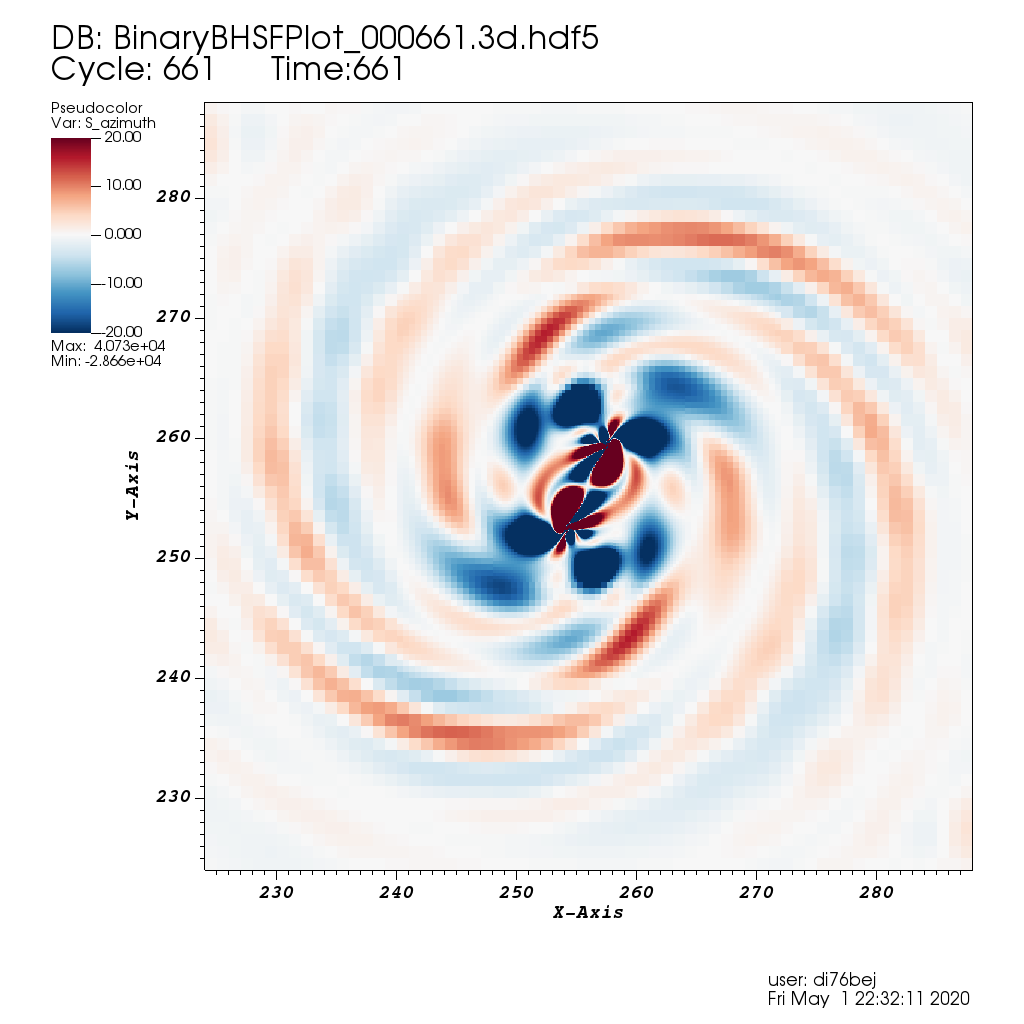 DB: BinaryBHSFPlot_000661.3d.hdf5
Cycle: 661 Time:661
Pseudocolor
Var: S_azimuth
20.00
10.00
0.000
-10.00
-20.00
Max: 4.073e+04
Min: -2.866e+04
280
270
260
250
240
230
Y-Axis
230 240 250 260 270 280
X-Axis
user: di76bej
Fri May 1 22:32:11 2020